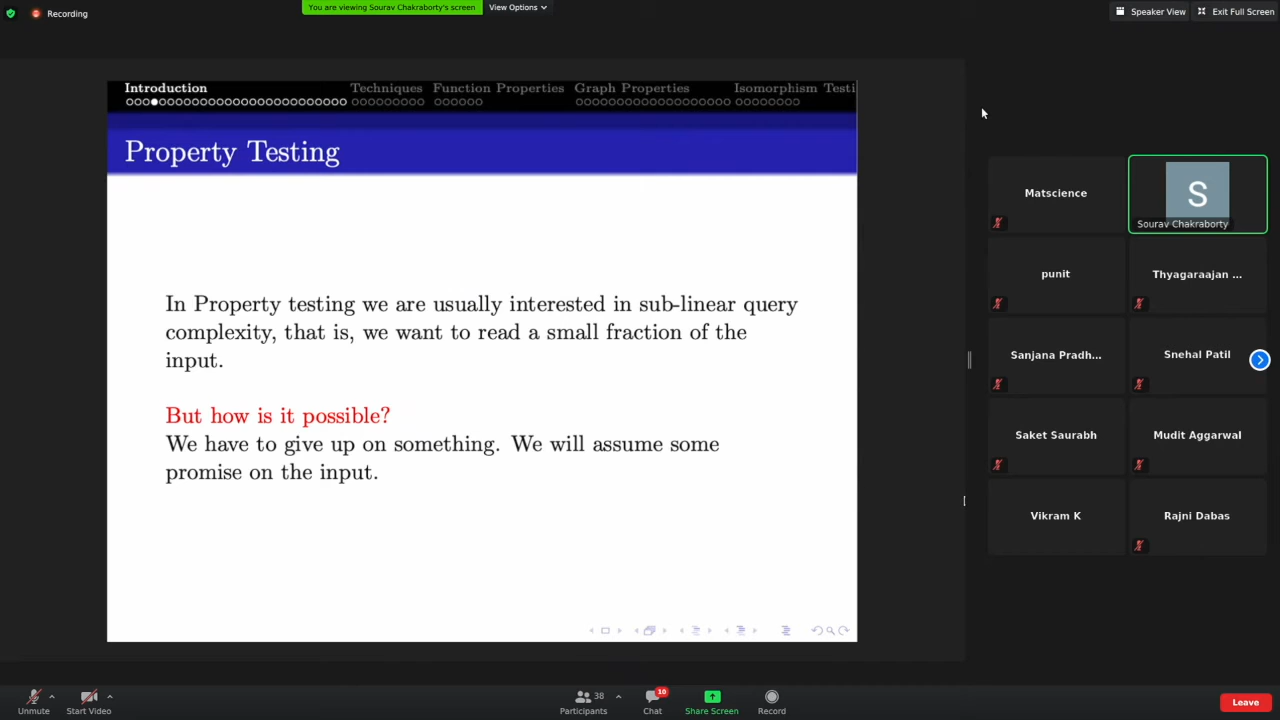 Recording
You are viewing Sourav Chakraborty's screen
View Options
Speaker View
Exit Full Screen
Introduction
Techniques
Function Properties
Graph Properties
Isomorphism Testi
Property Testing
In Property testing we are usually interested in sub-linear query
complexity, that is, we want to read a small fraction of the
input.
But how is it possible?
We have to give up on something. We will assume some
promise on the input.
Matscience
S
Sourav Chakraborty
punit
Thyagaraajan ...
Sanjana Pradh...
Snehal Patil
Saket Saurabh
Mudit Aggarwal
Vikram K
Rajni Dabas
Unmute
Start Video
38
Participants
10
Chat
Share Screen
Record
Leave